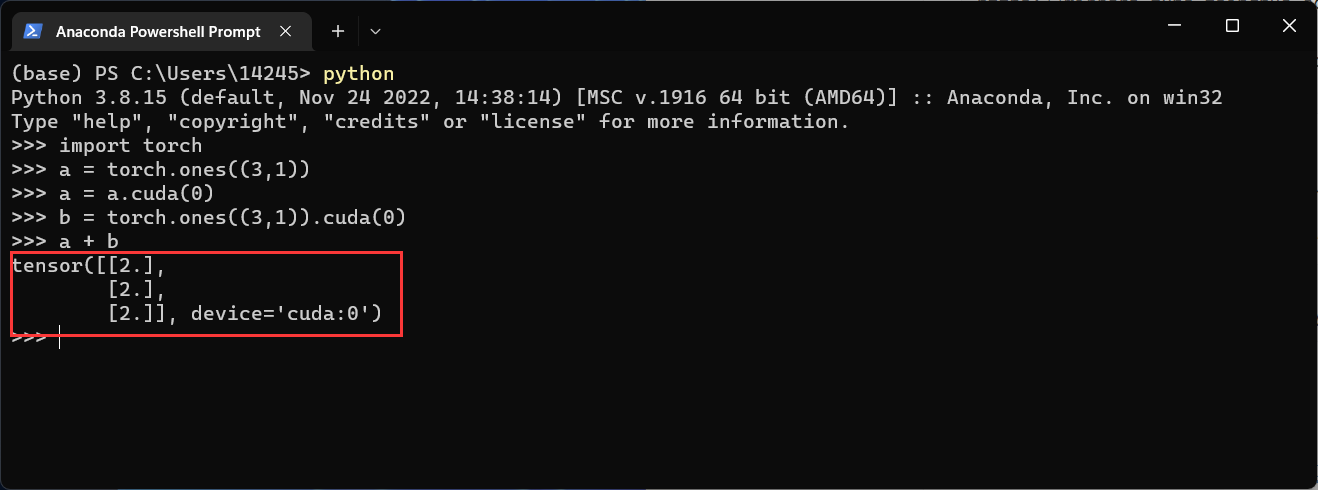 Anaconda Powershell Prompt
(base) PS C:\Users\14245> python
Python 3.8.15 (default, Nov 24 2022, 14:38:14) [MSC v.1916 64 bit (AMD64)] :: Anaconda, Inc. on win32
Type "help", "copyright", "credits" or "license" for more information.
>>> import torch
>>> a = torch.ones((3,1))
>>> a = a.cuda(0)
>>> b = torch.ones((3,1)).cuda(0)
>>> a + b
tensor([[2.],
        [2.],
        [2.]], device='cuda:0')
>>>